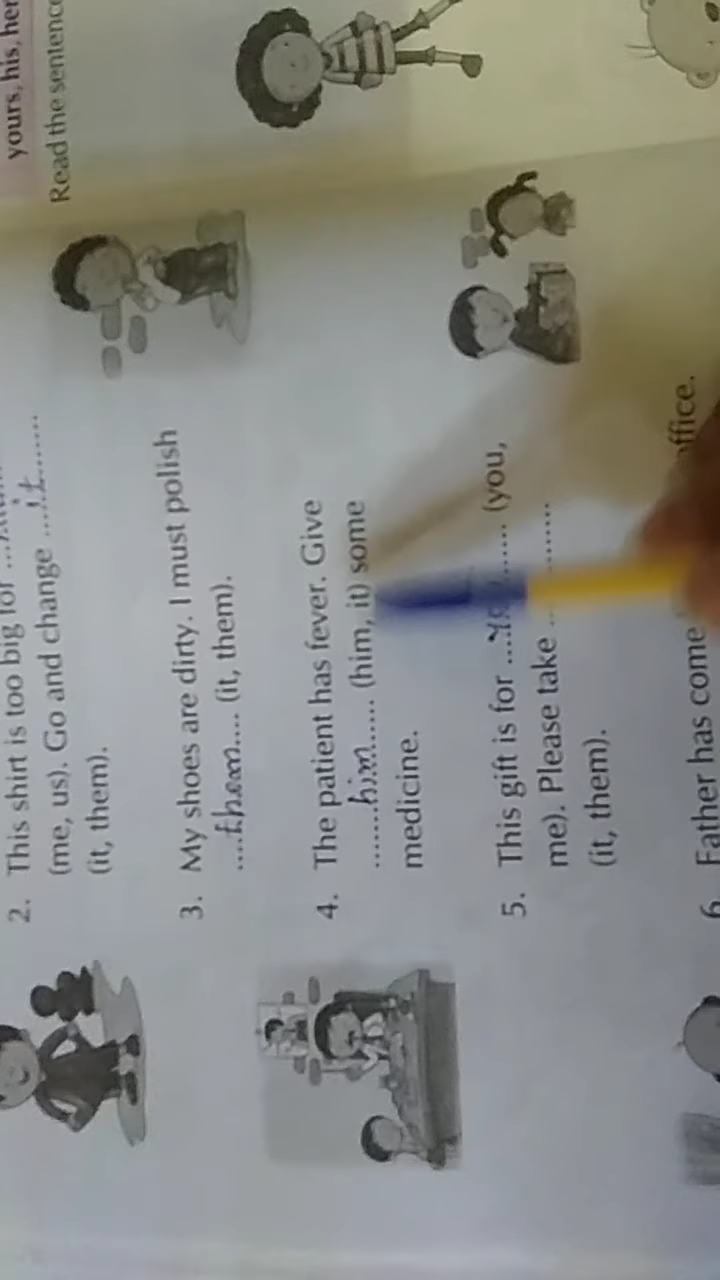 yours, his, her
Read the sentence
2. This shirt is too big for ...
(me, us). Go and change ...it........
(it, them).
3. My shoes are dirty. I must polish
....them.... (it, them).
4. The patient has fever. Give
.......him....... (him, it) some
medicine.
5. This gift is for ............ (you,
me). Please take ............
(it, them).
6. Father has come
office.